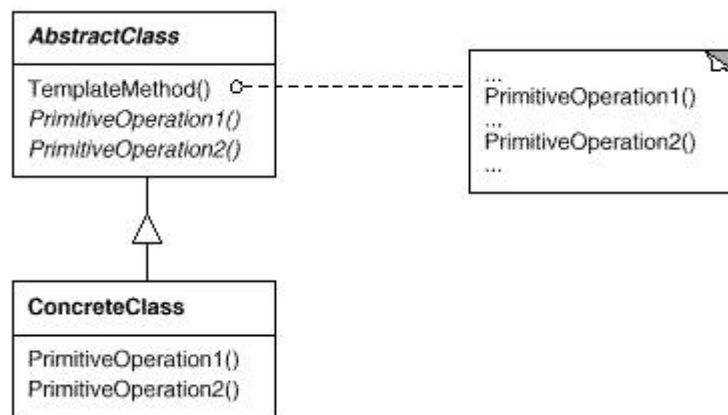 AbstractClass
TemplateMethod()
PrimitiveOperation1()
PrimitiveOperation2()
...
PrimitiveOperation1()
...
PrimitiveOperation2()
...
ConcreteClass
PrimitiveOperation1()
PrimitiveOperation2()